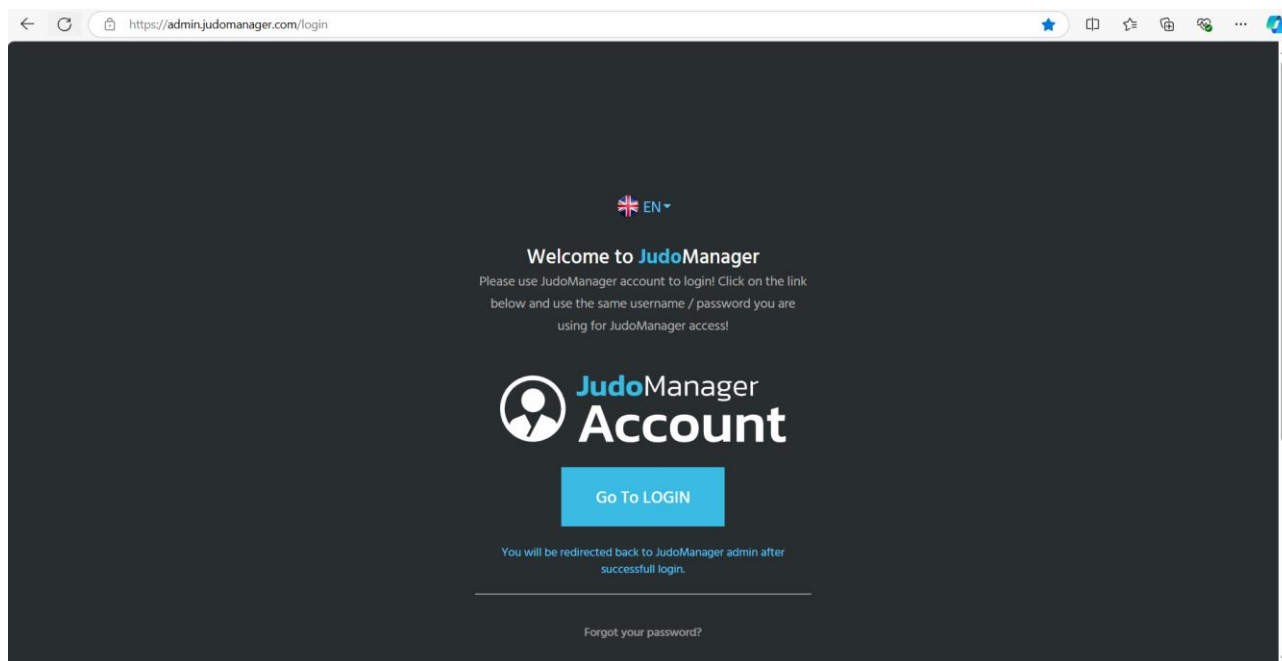 https://admin.judomanager.com/login
EN
Welcome to JudoManager
Please use JudoManager account to login! Click on the link
below and use the same username / password you are
using for JudoManager access!
JudoManager
Account
Go To LOGIN
You will be redirected back to JudoManager admin after
successfull login.
Forgot your password?